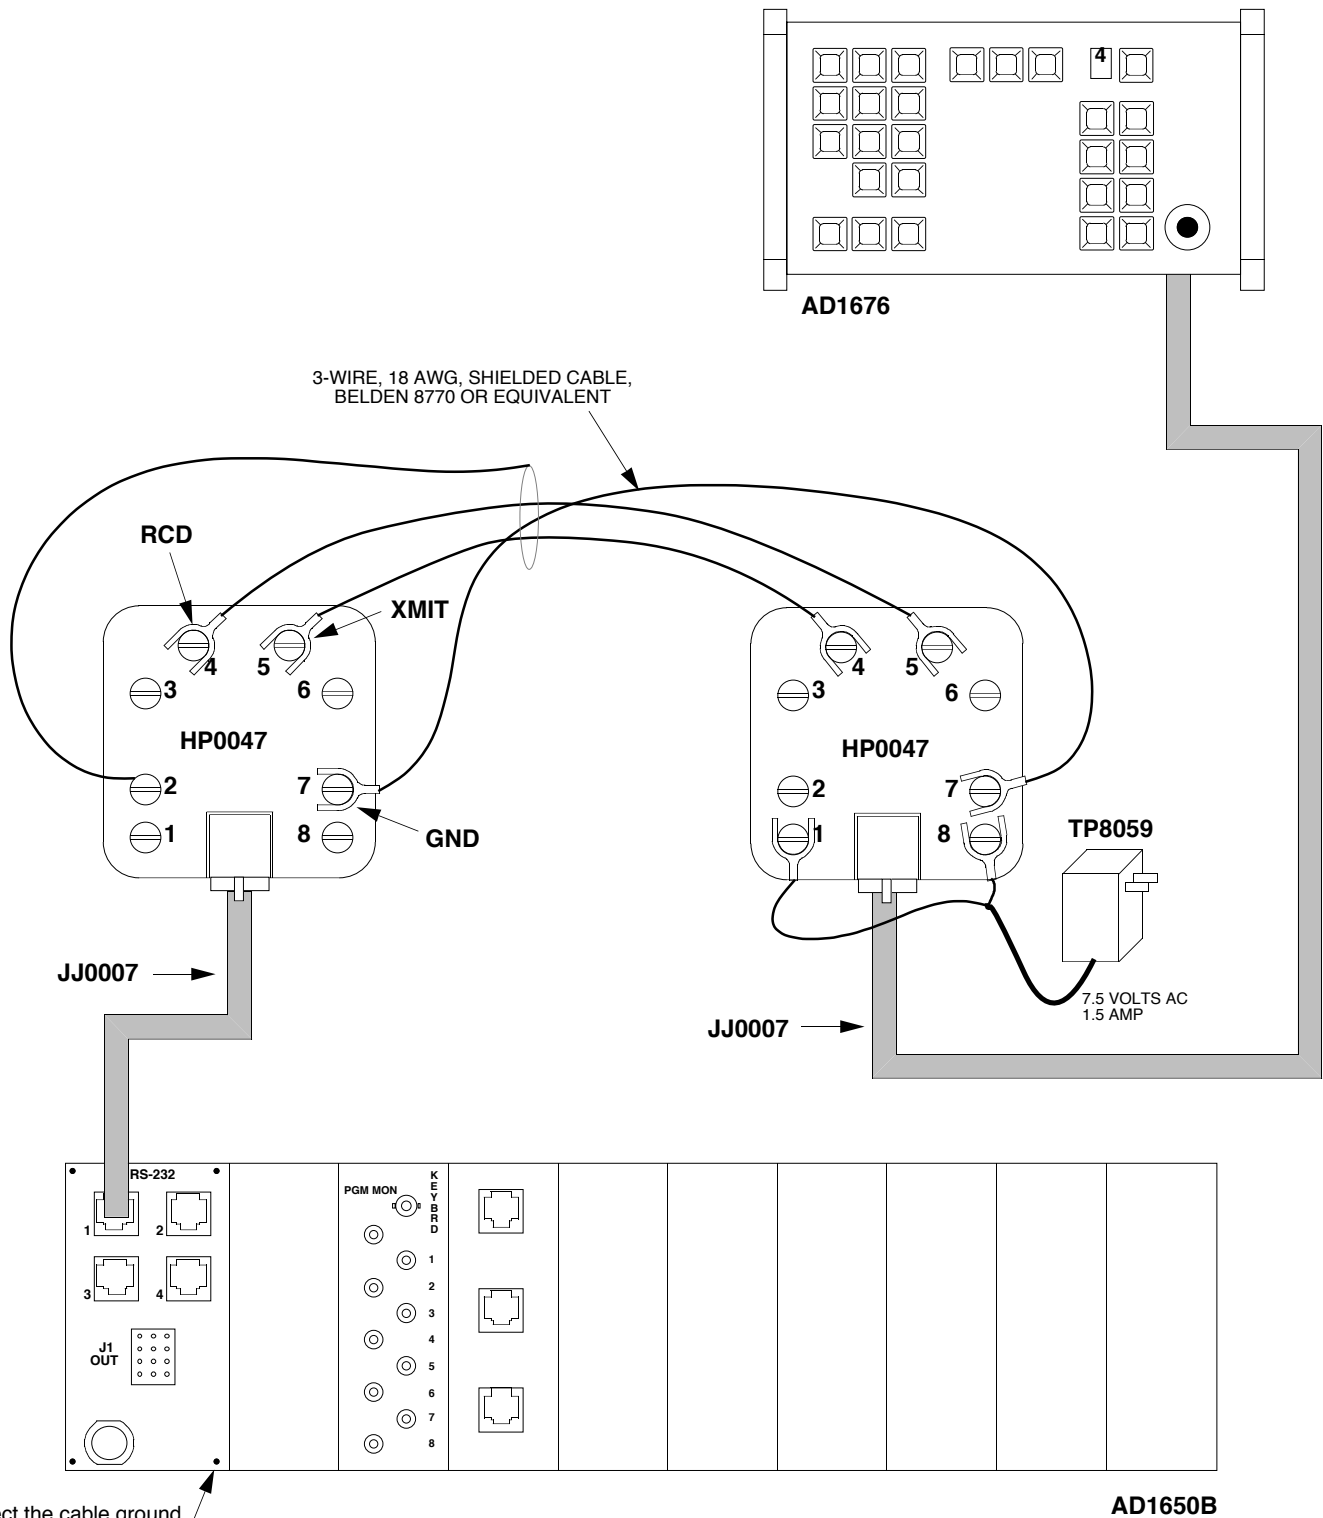 4
AD1676
3-WIRE, 18 AWG, SHIELDED CABLE,
BELDEN 8770 OR EQUIVALENT
RCD
XMIT
4
5
3
6
HP0047
2
7
1
8
GND
4
5
3
6
HP0047
2
7
1
8
TP8059
7.5 VOLTS AC
1.5 AMP
JJ0007
JJ0007
RS-232
1
2
3
4
J1
OUT
PGM MON
KEYBRD
1
2
3
4
5
6
7
8
AD1650B
ect the cable ground